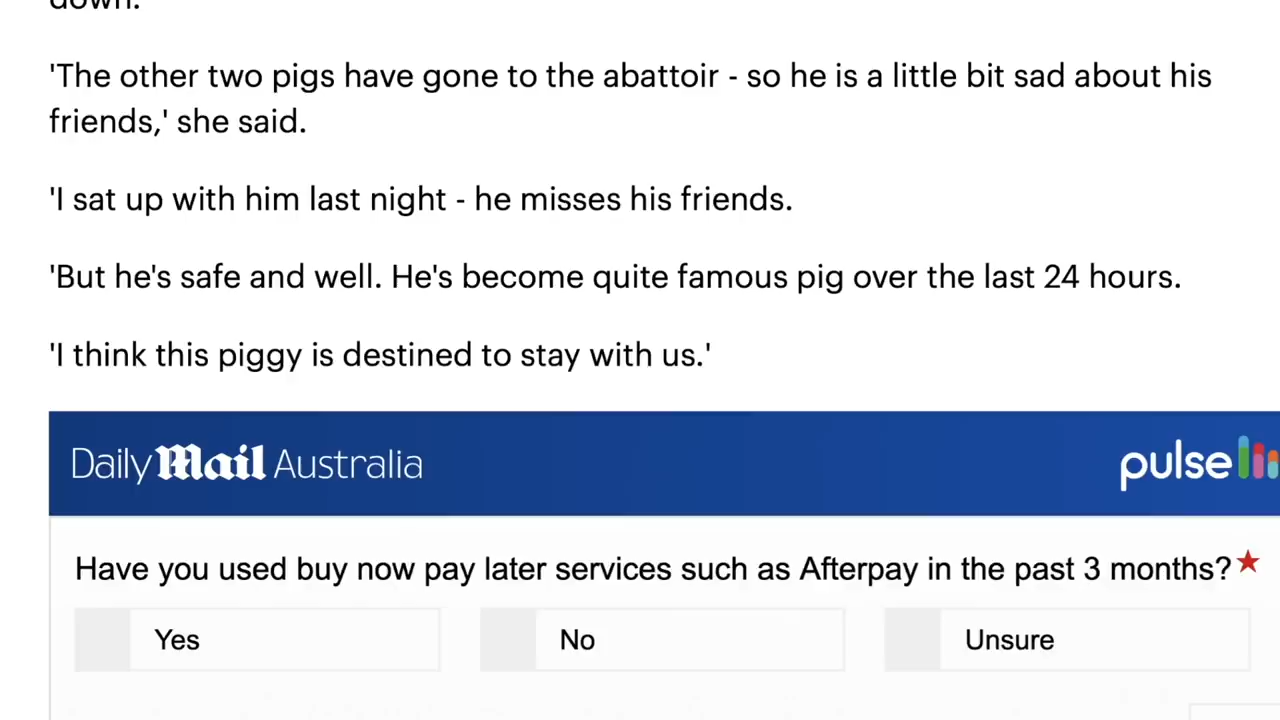 down.
'The other two pigs have gone to the abattoir - so he is a little bit sad about his
friends,' she said.
'I sat up with him last night - he misses his friends.
'But he's safe and well. He's become quite famous pig over the last 24 hours.
'I think this piggy is destined to stay with us.'
Daily Mail Australia
pulse
Have you used buy now pay later services such as Afterpay in the past 3 months?★
Yes
No
Unsure